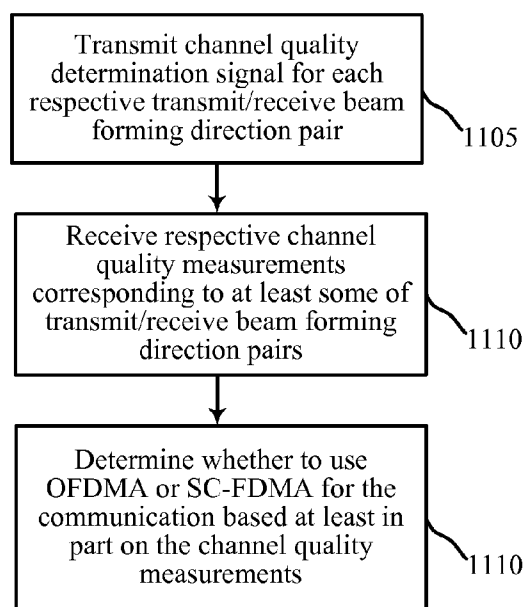 Transmit channel quality
determination signal for each
respective transmit/receive beam
forming direction pair
1105
Receive respective channel
quality measurements
corresponding to at least some of
transmit/receive beam forming
direction pairs
1110
Determine whether to use
OFDMA or SC-FDMA for the
communication based at least in
part on the channel quality
measurements
1110